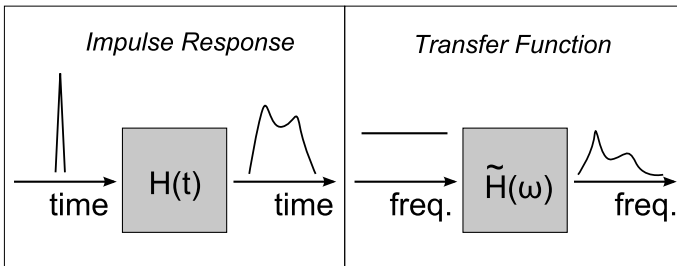 Impulse Response
H(t)
time
time
Transfer Function
H̃(ω)
freq.
freq.